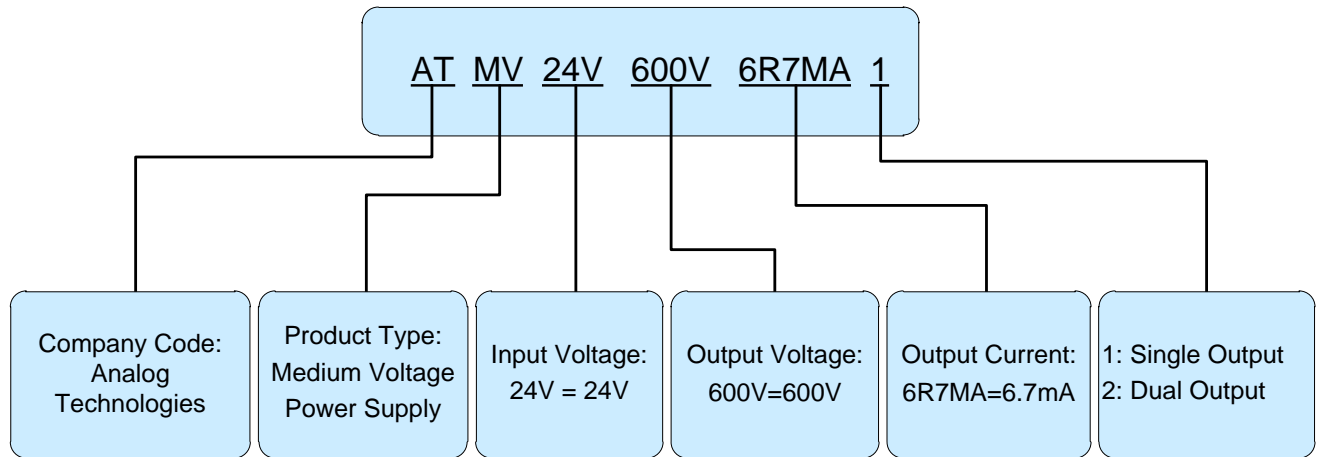 AT MV 24V 600V 6R7MA 1
Company Code:
Analog
Technologies
Product Type:
Medium Voltage
Power Supply
Input Voltage:
24V = 24V
Output Voltage:
600V=600V
Output Current:
6R7MA=6.7mA
1: Single Output
2: Dual Output